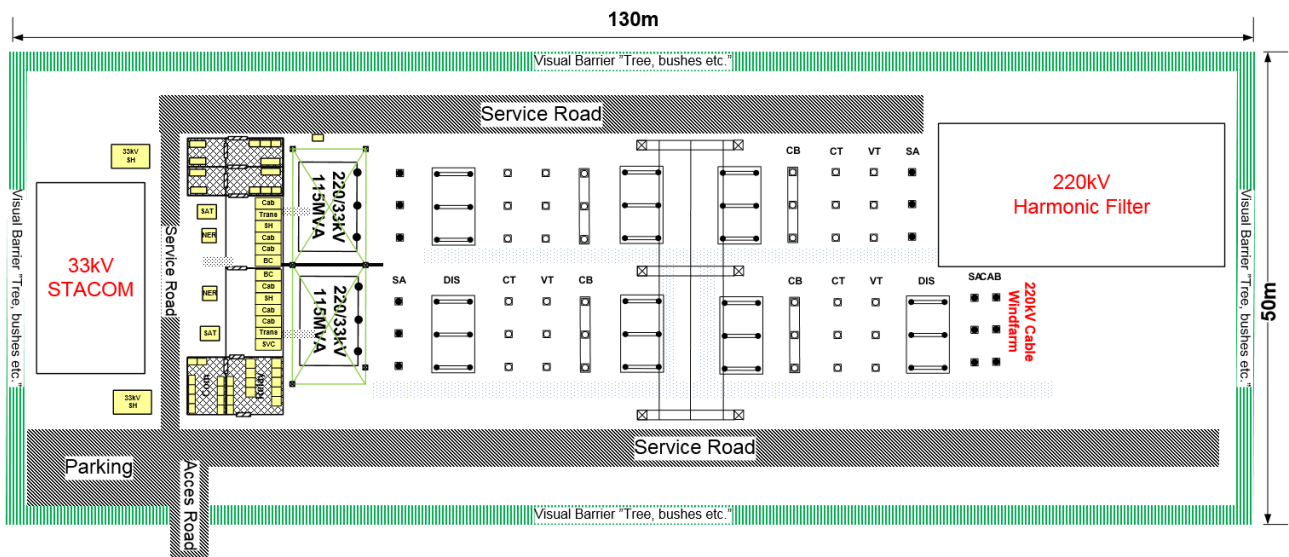 130m
Visual Barrier "Tree, bushes etc."
Service Road
33kV
SH
220/33kV
115MVA
CB
CT
VT
SA
220kV
Harmonic Filter
Visual Barrier "Tree, bushes etc."
Service Road
33kV
STACOM
SAT
NER
Cab
Trans
SH
Cab
Cab
BC
BC
Cab
SH
Cab
Cab
Trans
SVC
NER
SAT
220/33kV
115MVA
SA
DIS
CT
VT
CB
CB
CT
VT
DIS
SA
CAB
220kV Cable
Windfarm
Visual Barrier "Tree, bushes etc."
50m
33kV
SH
Relay
Service Road
Parking
Acces Road
Visual Barrier "Tree, bushes etc."